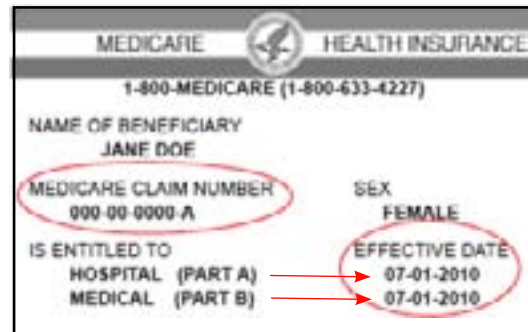 MEDICARE HEALTH INSURANCE
1-800-MEDICARE (1-800-633-4227)
NAME OF BENEFICIARY
JANE DOE
MEDICARE CLAIM NUMBER SEX
000-00-0000-A FEMALE
IS ENTITLED TO EFFECTIVE DATE
HOSPITAL (PART A) 07-01-2010
MEDICAL (PART B) 07-01-2010